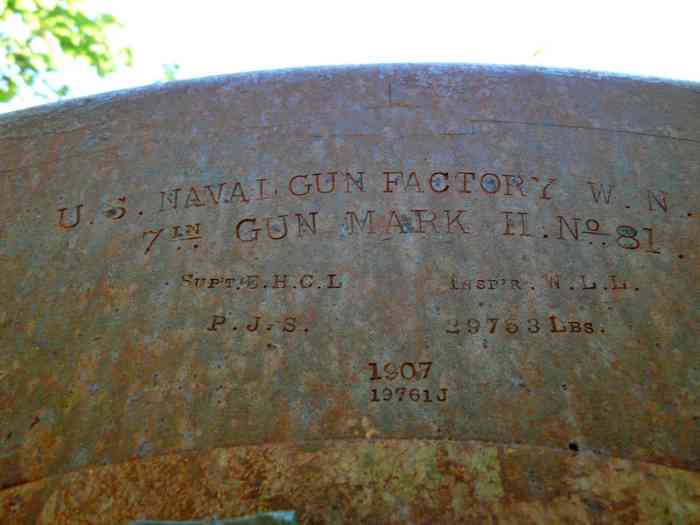 U.S. NAVAL GUN FACTORY W.N.
7 IN GUN MARK II. No. 81.
SUPT. E.H.C.L INSP'R. W.L.L.
P.J.S. 29763 LBS.
1907
19761J